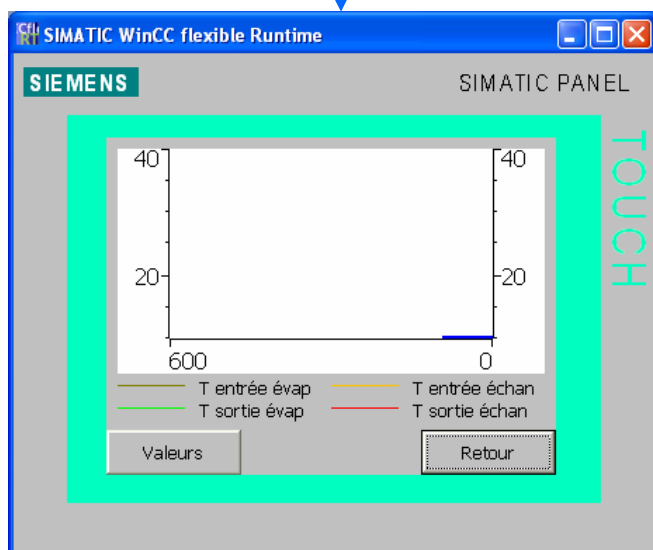 SIMATIC WinCC flexible Runtime
SIEMENS SIMATIC PANEL
TOUCH
40 40
20 20
600 0
T entrée évap T entrée échan
T sortie évap T sortie échan
Valeurs Retour